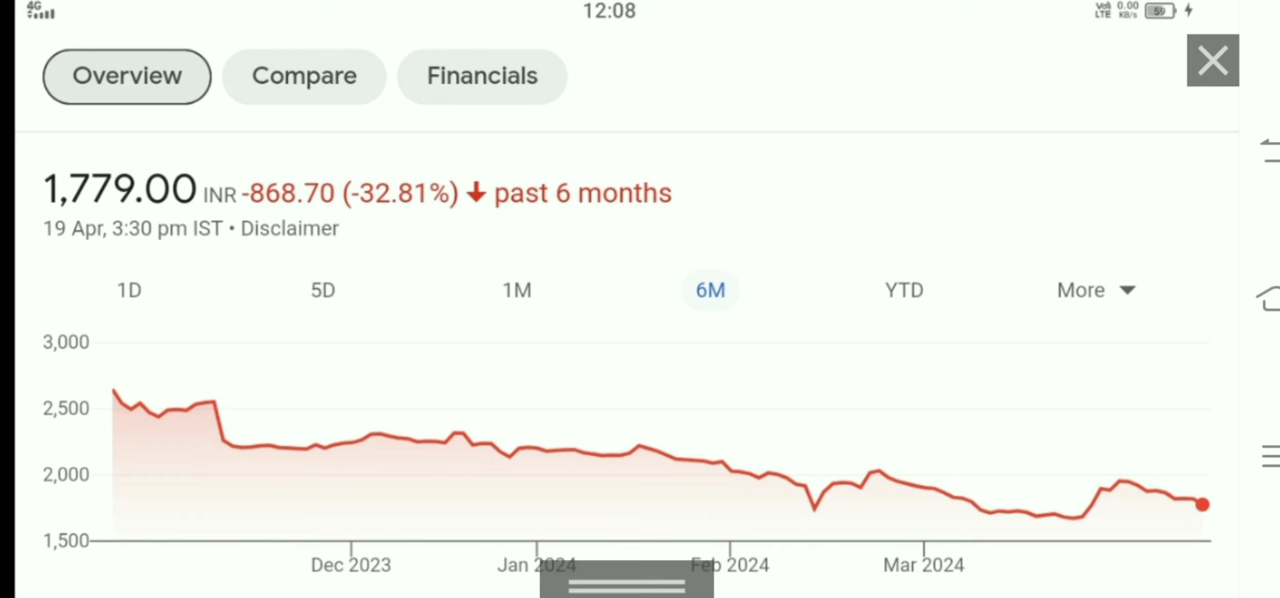 4G 12:08 VoLTE 0.00 KB/s 59
Overview Compare Financials
1,779.00 INR -868.70 (-32.81%) past 6 months
19 Apr, 3:30 pm IST • Disclaimer
1D 5D 1M 6M YTD More
3,000
2,500
2,000
1,500
Dec 2023 Jan 2024 Feb 2024 Mar 2024